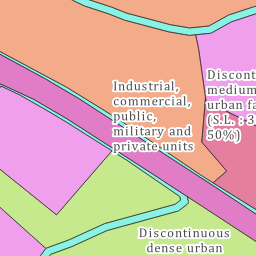 Industrial,
commercial,
public,
military and
private units
Discont
medium
urban fa
(S.L. : 3
50%)
Discontinuous
dense urban